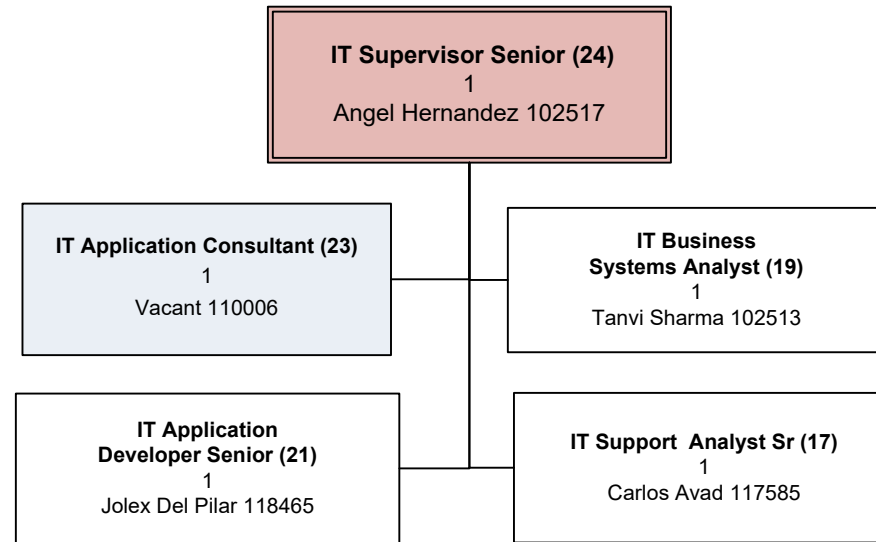 IT Supervisor Senior (24)
1
Angel Hernandez 102517
IT Application Consultant (23)
1
Vacant 110006
IT Business
Systems Analyst (19)
1
Tanvi Sharma 102513
IT Application
Developer Senior (21)
1
Jolex Del Pilar 118465
IT Support  Analyst Sr (17)
1
Carlos Avad 117585